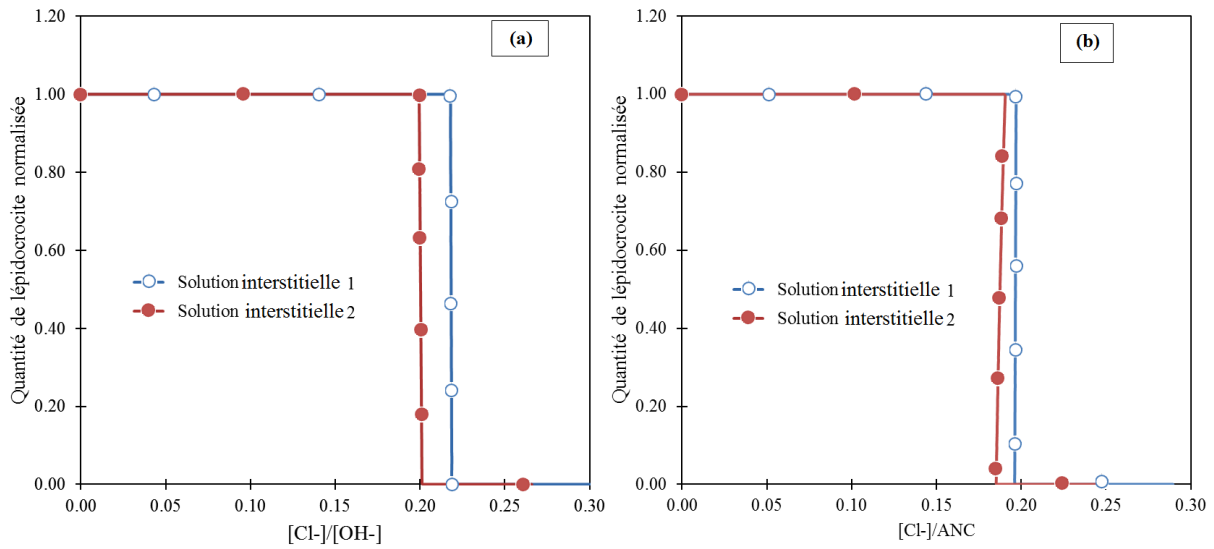 (a)
Quantité de lépidocrocite normalisée
1.20
1.00
0.80
0.60
0.40
0.20
0.00
Solution interstitielle 1
Solution interstitielle 2
0.00 0.05 0.10 0.15 0.20 0.25 0.30
[Cl-]/[OH-]
(b)
Quantité de lépidocrocite normalisée
1.20
1.00
0.80
0.60
0.40
0.20
0.00
Solution interstitielle 1
Solution interstitielle 2
0.00 0.05 0.10 0.15 0.20 0.25 0.30
[Cl-]/ANC